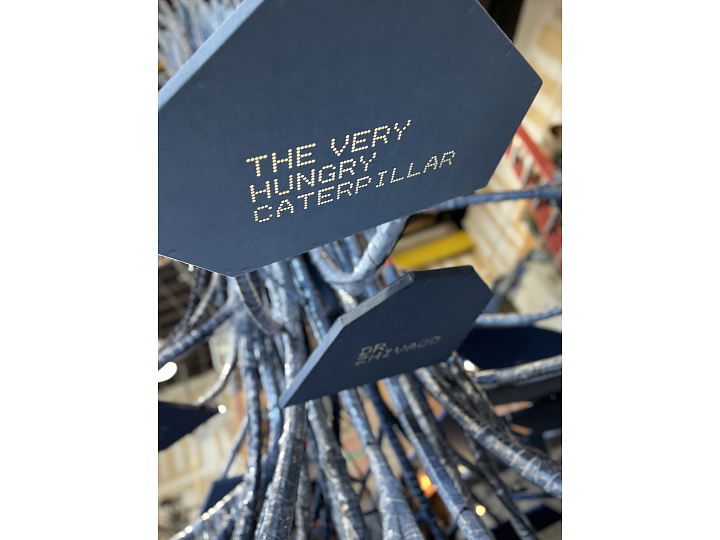 THE VERY
HUNGRY
CATERPILLAR
DR.
ZHIVAGO